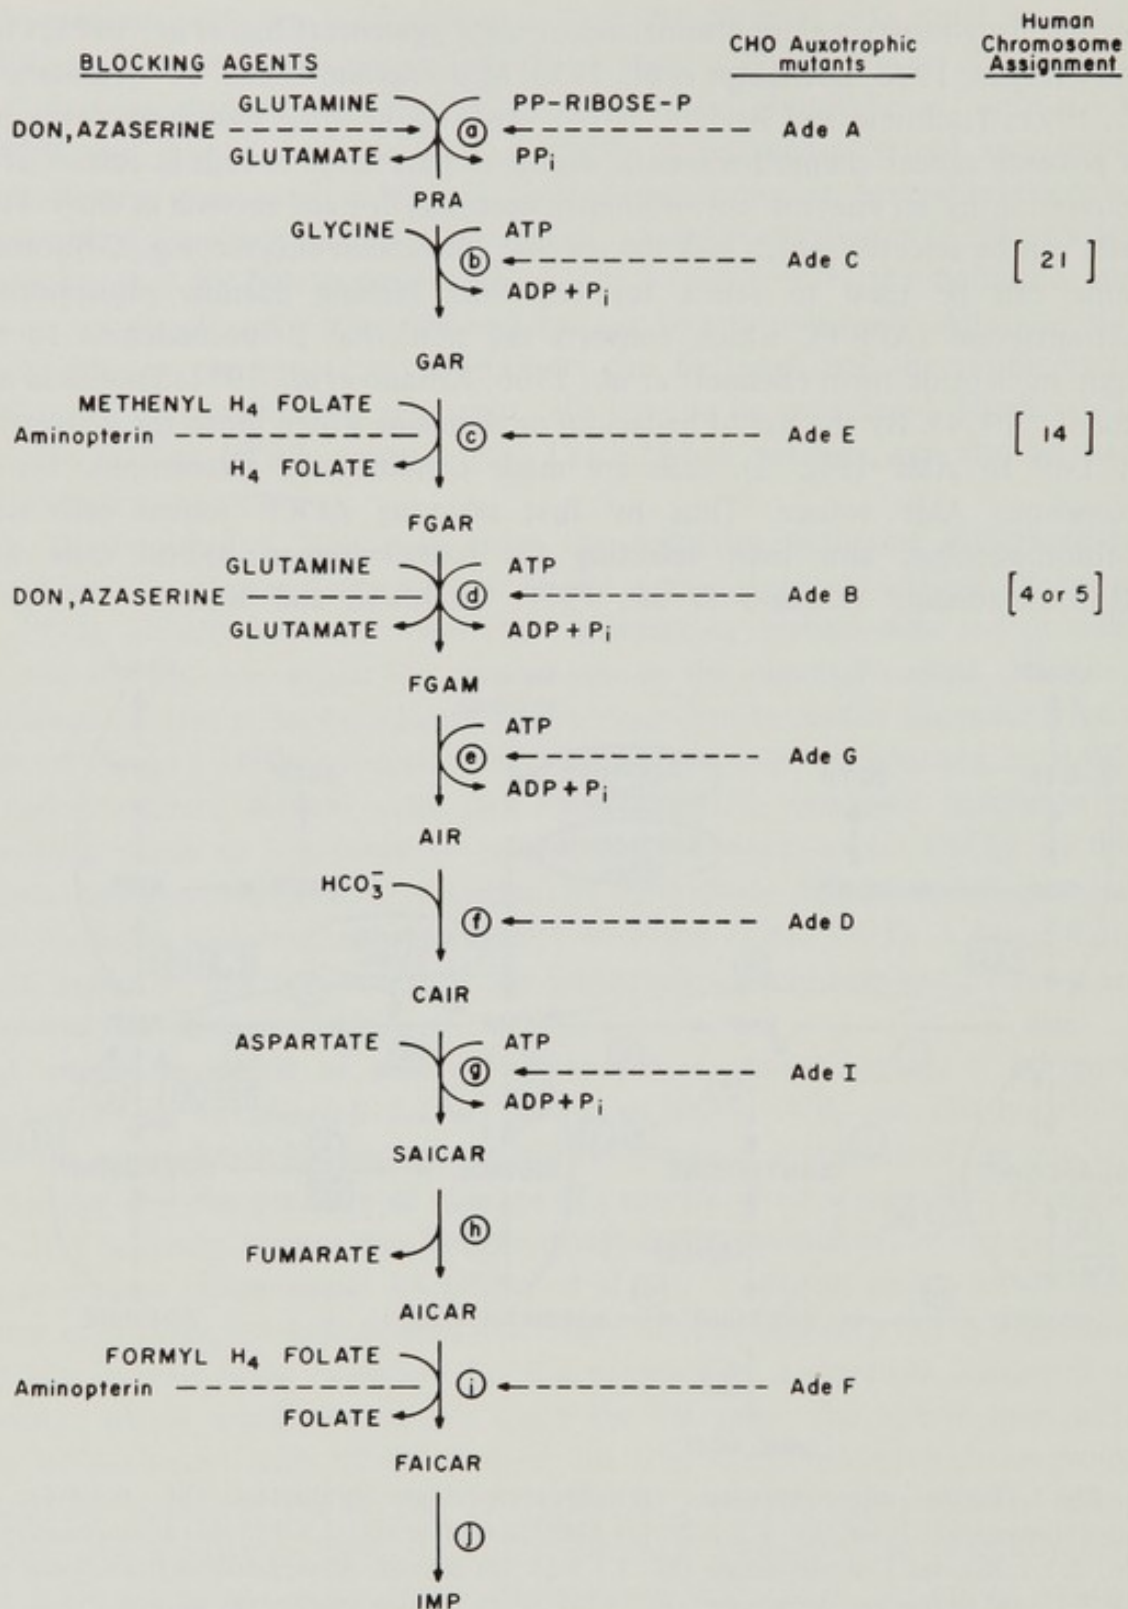 BLOCKING AGENTS
CHO Auxotrophic
mutants
Human
Chromosome
Assignment
GLUTAMINE
PP-RIBOSE-P
DON, AZASERINE
a
Ade A
GLUTAMATE
PPi
PRA
GLYCINE
ATP
b
Ade C
[ 21 ]
ADP + Pi
GAR
METHENYL H4 FOLATE
Aminopterin
c
Ade E
[ 14 ]
H4 FOLATE
FGAR
GLUTAMINE
ATP
DON, AZASERINE
d
Ade B
[4 or 5]
GLUTAMATE
ADP + Pi
FGAM
ATP
e
Ade G
ADP + Pi
AIR
HCO3-
f
Ade D
CAIR
ASPARTATE
ATP
g
Ade I
ADP+Pi
SAICAR
h
FUMARATE
AICAR
FORMYL H4 FOLATE
Aminopterin
i
Ade F
FOLATE
FAICAR
j
IMP